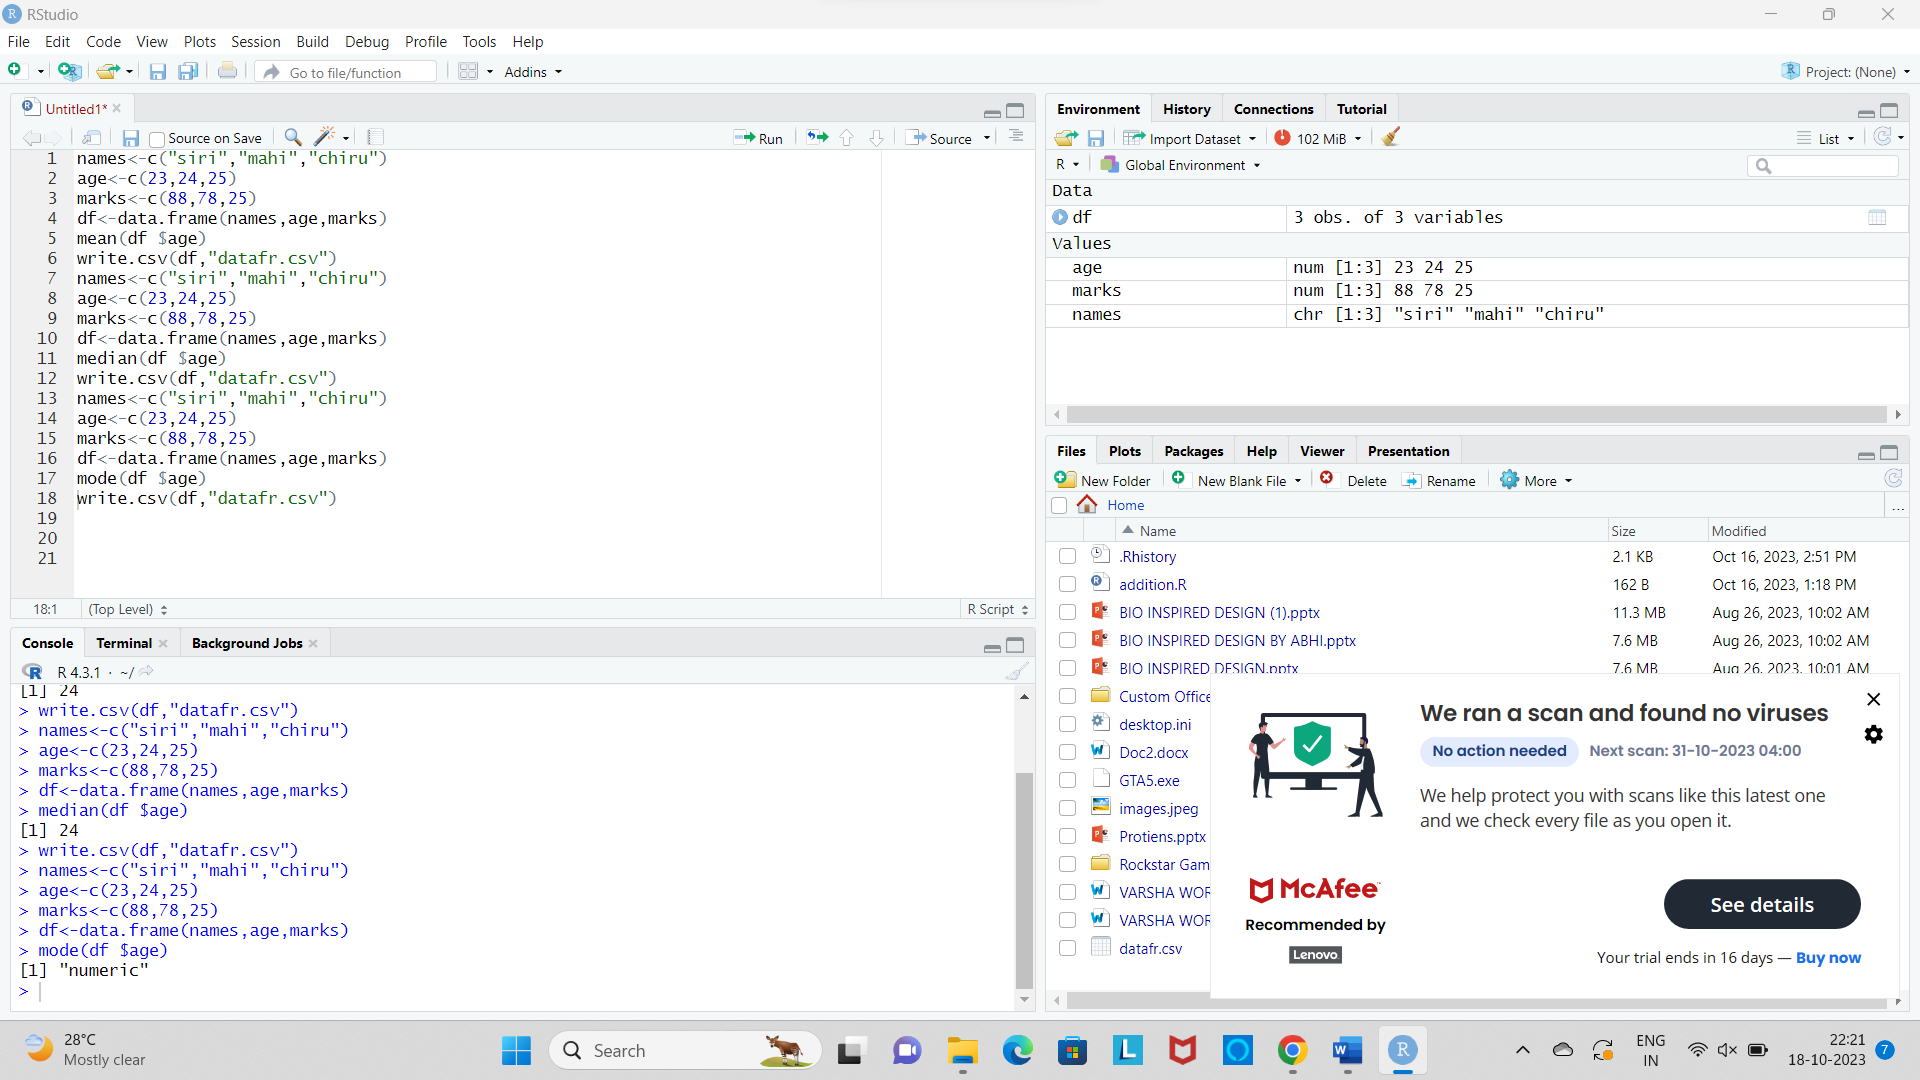 RStudio
File Edit Code View Plots Session Build Debug Profile Tools Help
Go to file/function Addins Project: (None)
Untitled1*
Source on Save Run Source
1 names<-c("siri","mahi","chiru")
2 age<-c(23,24,25)
3 marks<-c(88,78,25)
4 df<-data.frame(names,age,marks)
5 mean(df $age)
6 write.csv(df,"datafr.csv")
7 names<-c("siri","mahi","chiru")
8 age<-c(23,24,25)
9 marks<-c(88,78,25)
10 df<-data.frame(names,age,marks)
11 median(df $age)
12 write.csv(df,"datafr.csv")
13 names<-c("siri","mahi","chiru")
14 age<-c(23,24,25)
15 marks<-c(88,78,25)
16 df<-data.frame(names,age,marks)
17 mode(df $age)
18 write.csv(df,"datafr.csv")
19
20
21
18:1 (Top Level) R Script
Console Terminal Background Jobs
R 4.3.1 · ~/
[1] 24
> write.csv(df,"datafr.csv")
> names<-c("siri","mahi","chiru")
> age<-c(23,24,25)
> marks<-c(88,78,25)
> df<-data.frame(names,age,marks)
> median(df $age)
[1] 24
> write.csv(df,"datafr.csv")
> names<-c("siri","mahi","chiru")
> age<-c(23,24,25)
> marks<-c(88,78,25)
> df<-data.frame(names,age,marks)
> mode(df $age)
[1] "numeric"
>
Environment History Connections Tutorial
Import Dataset 102 MiB List
R Global Environment
Data
df 3 obs. of 3 variables
Values
age num [1:3] 23 24 25
marks num [1:3] 88 78 25
names chr [1:3] "siri" "mahi" "chiru"
Files Plots Packages Help Viewer Presentation
New Folder New Blank File Delete Rename More
Home ...
Name Size Modified
.Rhistory 2.1 KB Oct 16, 2023, 2:51 PM
addition.R 162 B Oct 16, 2023, 1:18 PM
BIO INSPIRED DESIGN (1).pptx 11.3 MB Aug 26, 2023, 10:02 AM
BIO INSPIRED DESIGN BY ABHI.pptx 7.6 MB Aug 26, 2023, 10:02 AM
BIO INSPIRED DESIGN.pptx 7.6 MB Aug 26, 2023, 10:01 AM
Custom Office
desktop.ini
Doc2.docx
GTA5.exe
images.jpeg
Protiens.pptx
Rockstar Gam
VARSHA WOR
VARSHA WOR
datafr.csv
We ran a scan and found no viruses
No action needed Next scan: 31-10-2023 04:00
We help protect you with scans like this latest one
and we check every file as you open it.
McAfee
Recommended by
Lenovo
See details
Your trial ends in 16 days — Buy now
28°C
Mostly clear
Search
ENG
IN
22:21
18-10-2023
7